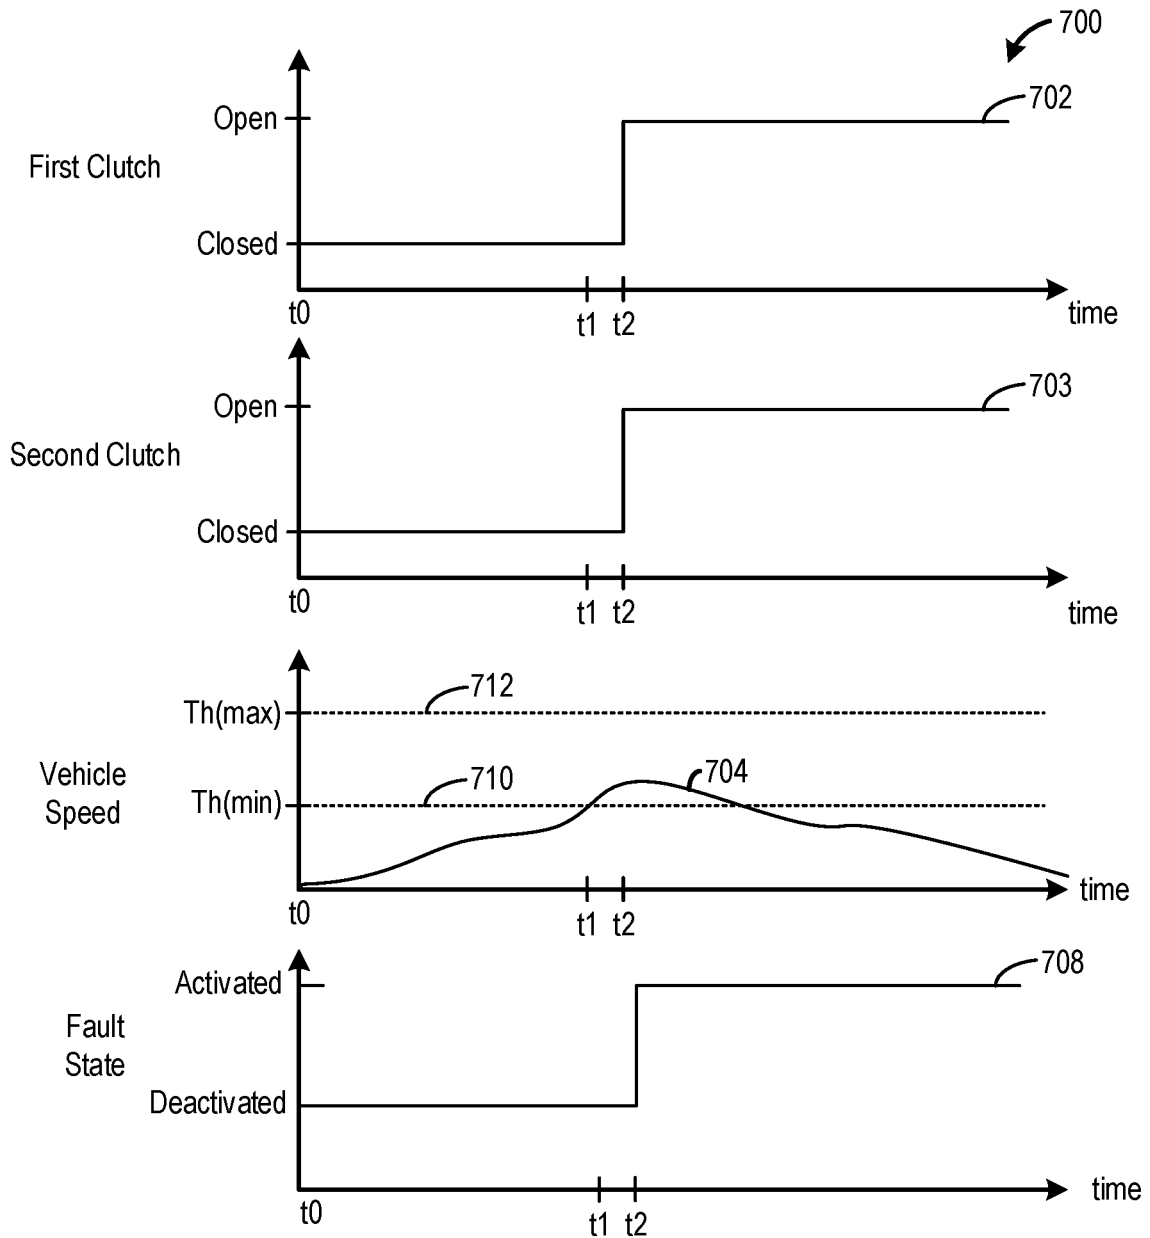 700
Open
702
First Clutch
Closed
t0
t1 t2
time
Open
703
Second Clutch
Closed
t0
t1 t2
time
712
Th(max)
Vehicle
Speed
710
704
Th(min)
t0
t1 t2
time
Activated
708
Fault
State
Deactivated
t0
t1 t2
time